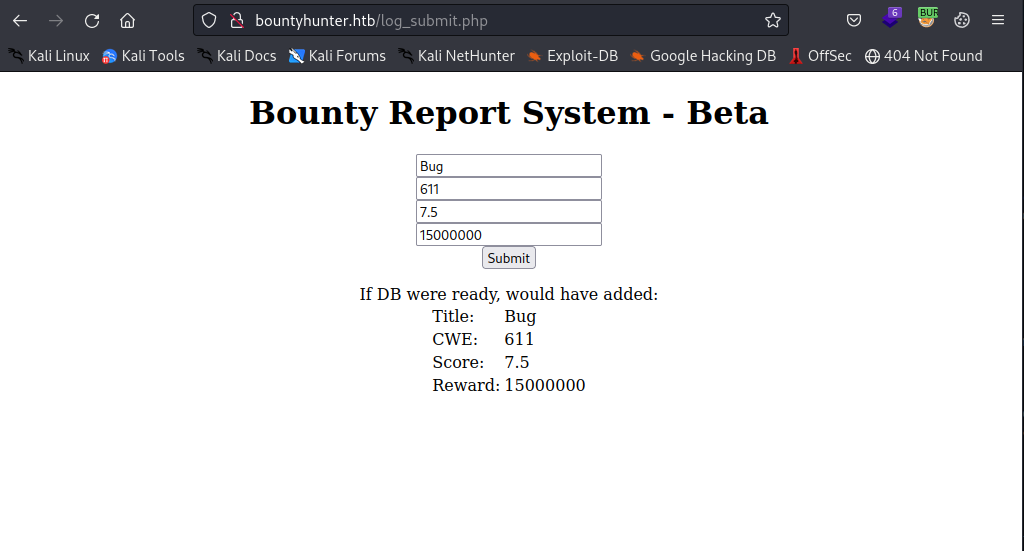 bountyhunter.htb/log_submit.php
6
BUR
Kali Linux Kali Tools Kali Docs Kali Forums Kali NetHunter Exploit-DB Google Hacking DB OffSec 404 Not Found
Bounty Report System - Beta
Bug
611
7.5
15000000
Submit
If DB were ready, would have added:
Title: Bug
CWE: 611
Score: 7.5
Reward: 15000000